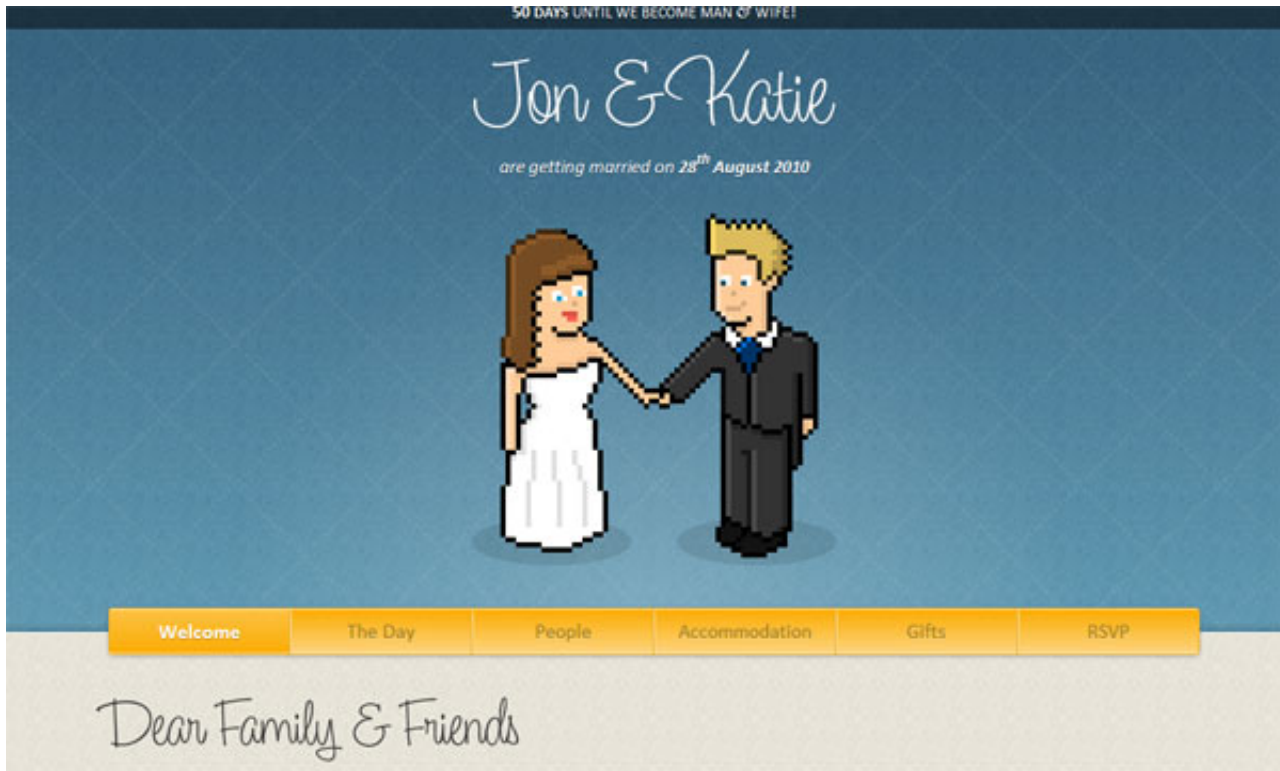 50 DAYS UNTIL WE BECOME MAN & WIFE!
Jon & Katie
are getting married on 28th August 2010
Welcome The Day People Accommodation Gifts RSVP
Dear Family & Friends